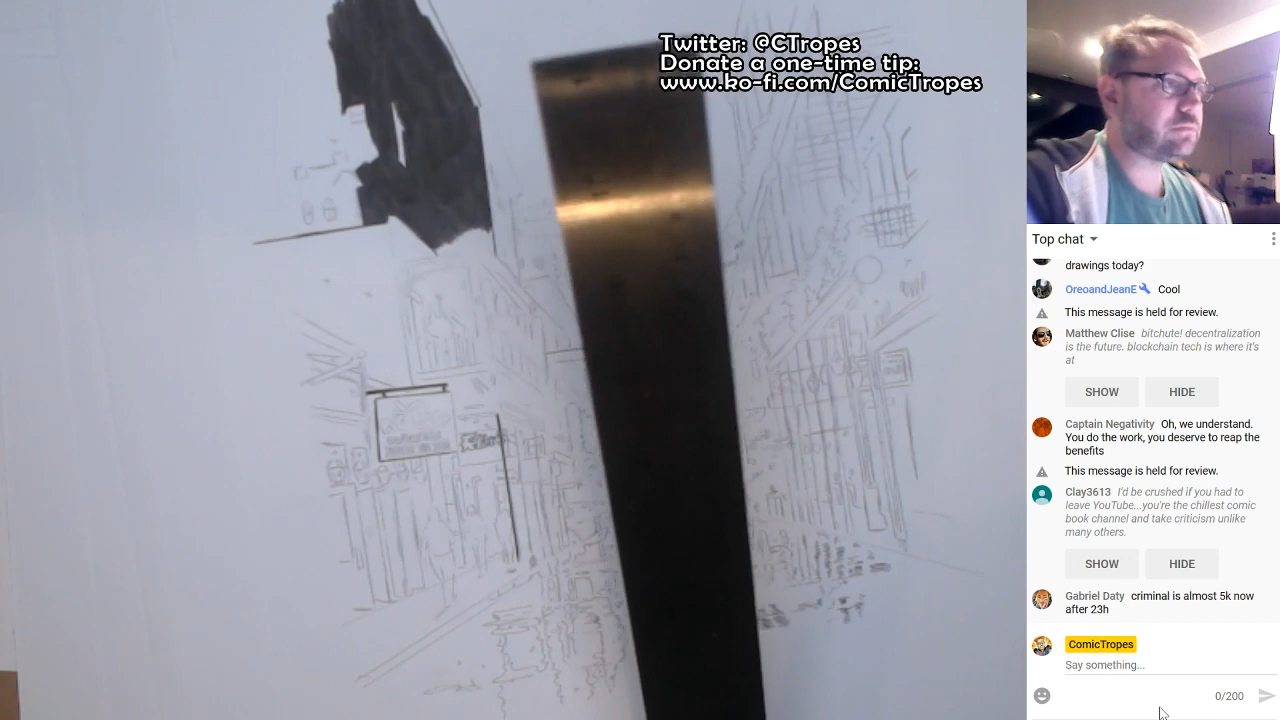 Twitter: @CTropes
Donate a one-time tip:
www.ko-fi.com/ComicTropes
Top chat
drawings today?
OreoandJeanE Cool
This message is held for review.
Matthew Clise bitchute! decentralization
is the future. blockchain tech is where it's
at
SHOW HIDE
Captain Negativity Oh, we understand.
You do the work, you deserve to reap the
benefits
This message is held for review.
Clay3613 I'd be crushed if you had to
leave YouTube...you're the chillest comic
book channel and take criticism unlike
many others.
SHOW HIDE
Gabriel Daty criminal is almost 5k now
after 23h
ComicTropes
Say something...
0/200